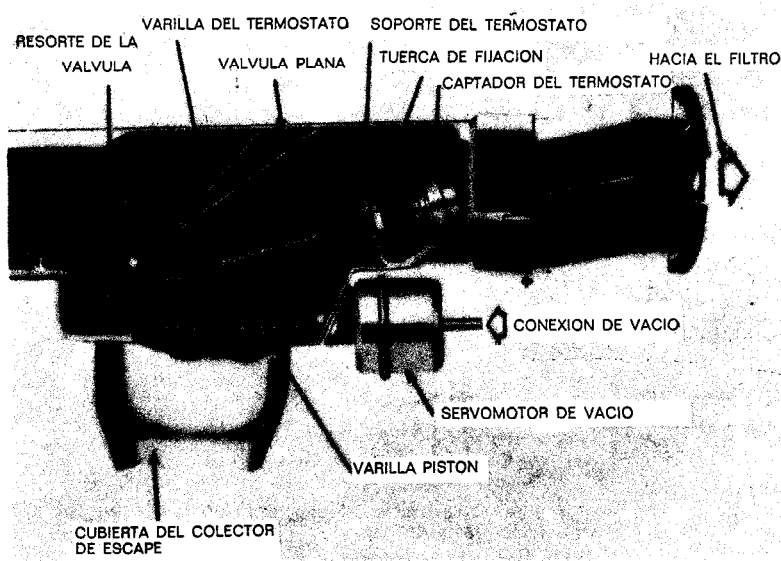 RESORTE DE LA
VALVULA
VARILLA DEL TERMOSTATO
VALVULA PLANA
SOPORTE DEL TERMOSTATO
TUERCA DE FIJACION
CAPTADOR DEL TERMOSTATO
HACIA EL FILTRO
CONEXION DE VACIO
SERVOMOTOR DE VACIO
VARILLA PISTON
CUBIERTA DEL COLECTOR
DE ESCAPE